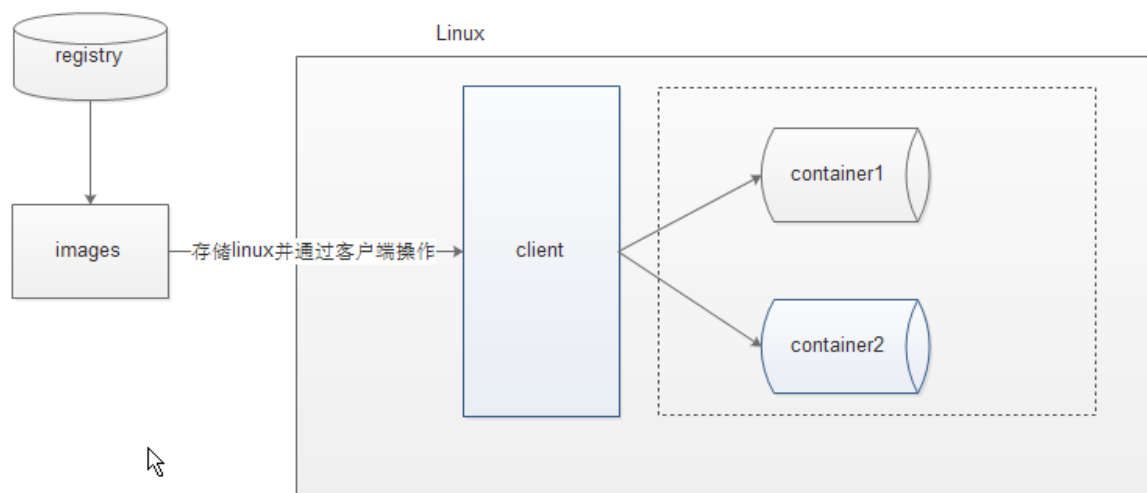 Linux
registry
container1
images
存储linux并通过客户端操作
client
container2